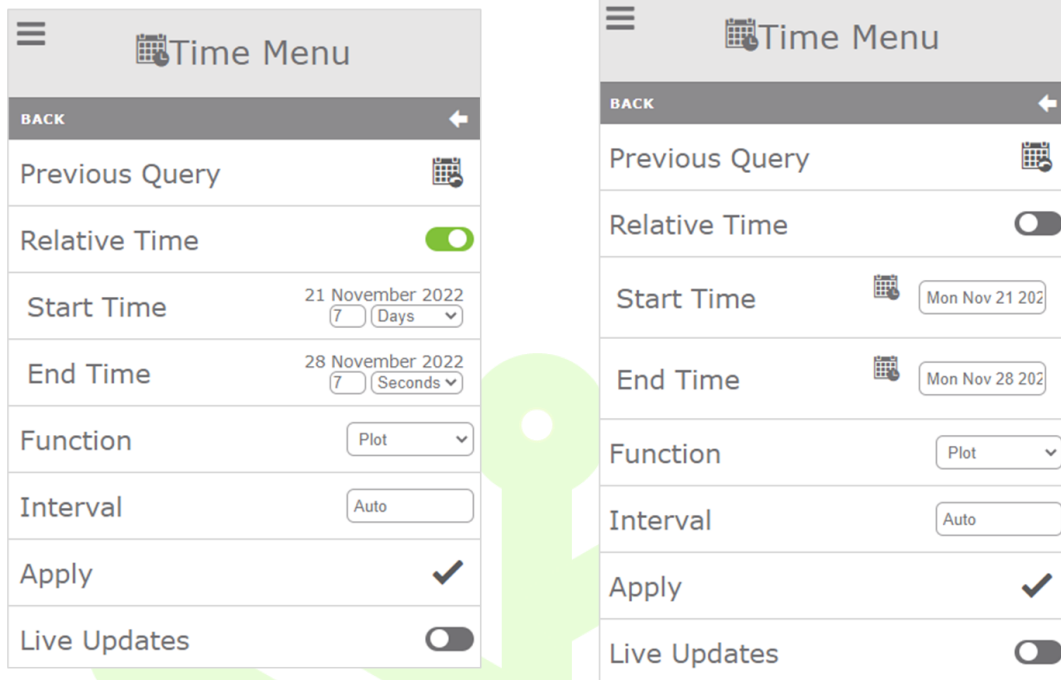 Time Menu
BACK
Previous Query
Relative Time
Start Time
21 November 2022
7 Days
End Time
28 November 2022
7 Seconds
Function Plot
Interval Auto
Apply
Live Updates
Time Menu
BACK
Previous Query
Relative Time
Start Time Mon Nov 21 202
End Time Mon Nov 28 202
Function Plot
Interval Auto
Apply
Live Updates